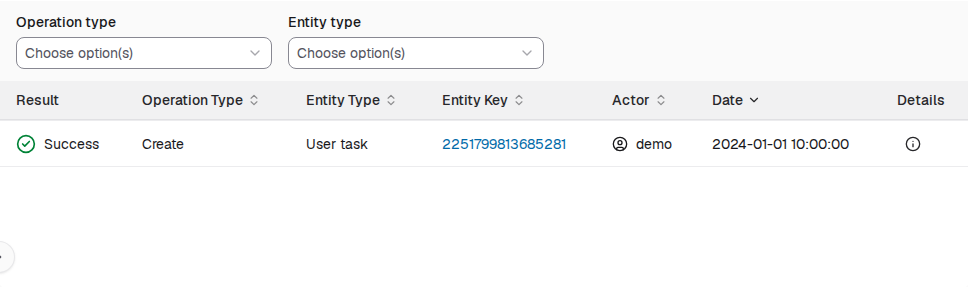 Operation type Entity type
Choose option(s) Choose option(s)
Result Operation Type Entity Type Entity Key Actor Date Details
Success Create User task 2251799813685281 demo 2024-01-01 10:00:00